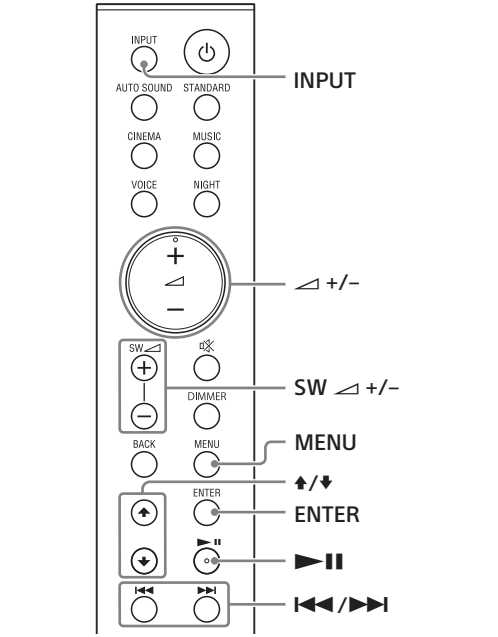 INPUT
INPUT
AUTO SOUND STANDARD
CINEMA MUSIC
VOICE NIGHT
+
+/–
–
SW
+
SW +/–
DIMMER
–
BACK MENU
MENU
/
ENTER
ENTER
/